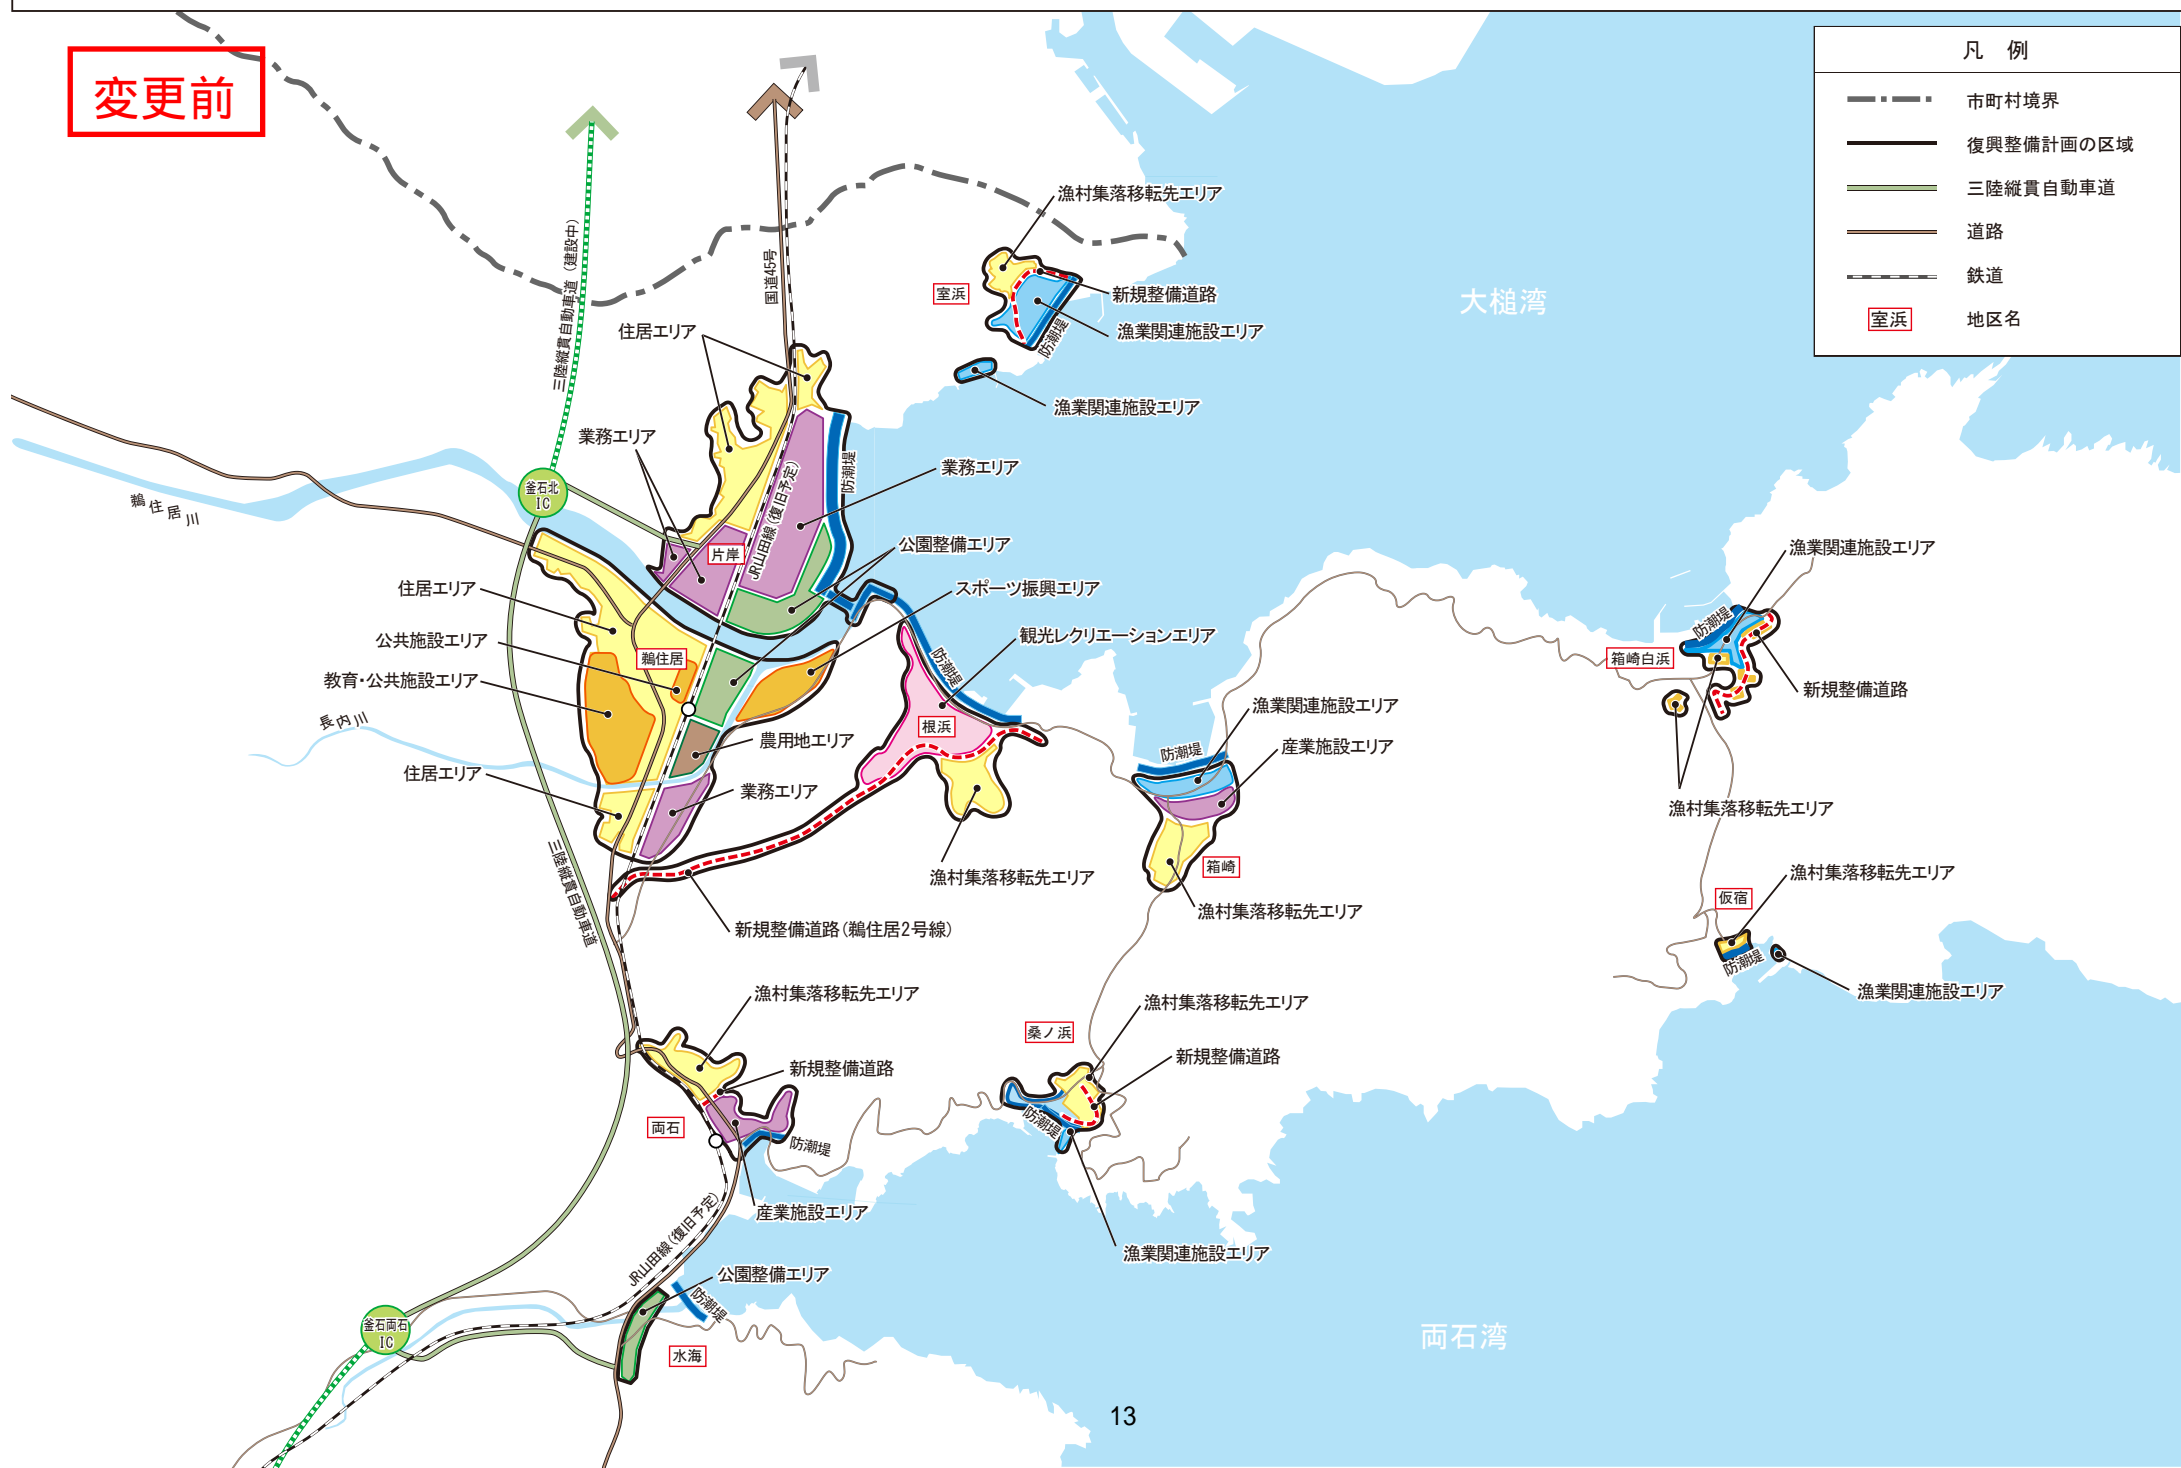 変更前
凡 例
市町村境界
復興整備計画の区域
三陸縦貫自動車道
道路
鉄道
室浜
地区名
漁村集落移転先エリア
室浜
新規整備道路
漁業関連施設エリア
防潮堤
漁業関連施設エリア
大槌湾
三陸縦貫自動車道（建設中）
国道45号
住居エリア
業務エリア
釜石北
IC
鵜住居川
JR山田線(復旧予定)
防潮堤
業務エリア
片岸
公園整備エリア
スポーツ振興エリア
観光レクリエーションエリア
住居エリア
公共施設エリア
鵜住居
教育・公共施設エリア
長内川
防潮堤
根浜
農用地エリア
住居エリア
業務エリア
漁村集落移転先エリア
新規整備道路(鵜住居2号線)
三陸縦貫自動車道
漁業関連施設エリア
防潮堤
産業施設エリア
箱崎
漁村集落移転先エリア
漁業関連施設エリア
防潮堤
箱崎白浜
新規整備道路
漁村集落移転先エリア
仮宿
漁村集落移転先エリア
防潮堤
漁業関連施設エリア
漁村集落移転先エリア
新規整備道路
両石
防潮堤
産業施設エリア
桑ノ浜
漁村集落移転先エリア
新規整備道路
防潮堤
漁業関連施設エリア
JR山田線(復旧予定)
公園整備エリア
防潮堤
釜石両石
IC
水海
両石湾
13